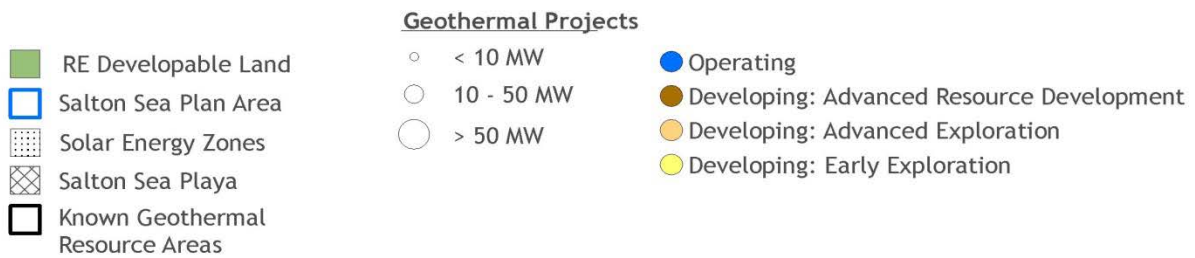 Geothermal Projects
RE Developable Land
Salton Sea Plan Area
Solar Energy Zones
Salton Sea Playa
Known Geothermal
Resource Areas
< 10 MW
10 - 50 MW
> 50 MW
Operating
Developing: Advanced Resource Development
Developing: Advanced Exploration
Developing: Early Exploration